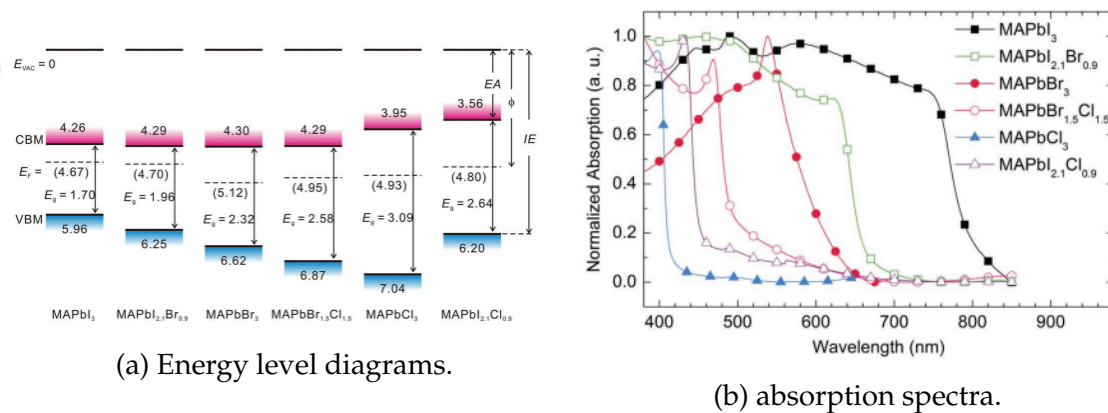 E_VAC = 0
EA
ϕ
IE
CBM
4.26
4.29
4.30
4.29
3.95
3.56
E_F =
(4.67)
(4.70)
(5.12)
(4.95)
(4.93)
(4.80)
E_g = 1.70
E_g = 1.96
E_g = 2.32
E_g = 2.58
E_g = 3.09
E_g = 2.64
VBM
5.96
6.25
6.62
6.87
7.04
6.20
MAPbI₃
MAPbI₂.₁Br₀.₉
MAPbBr₃
MAPbBr₁.₅Cl₁.₅
MAPbCl₃
MAPbI₂.₁Cl₀.₉
(a) Energy level diagrams.
Normalized Absorption (a. u.)
1.0
0.8
0.6
0.4
0.2
0.0
MAPbI₃
MAPbI₂.₁Br₀.₉
MAPbBr₃
MAPbBr₁.₅Cl₁.₅
MAPbCl₃
MAPbI₂.₁Cl₀.₉
400 500 600 700 800 900
Wavelength (nm)
(b) absorption spectra.